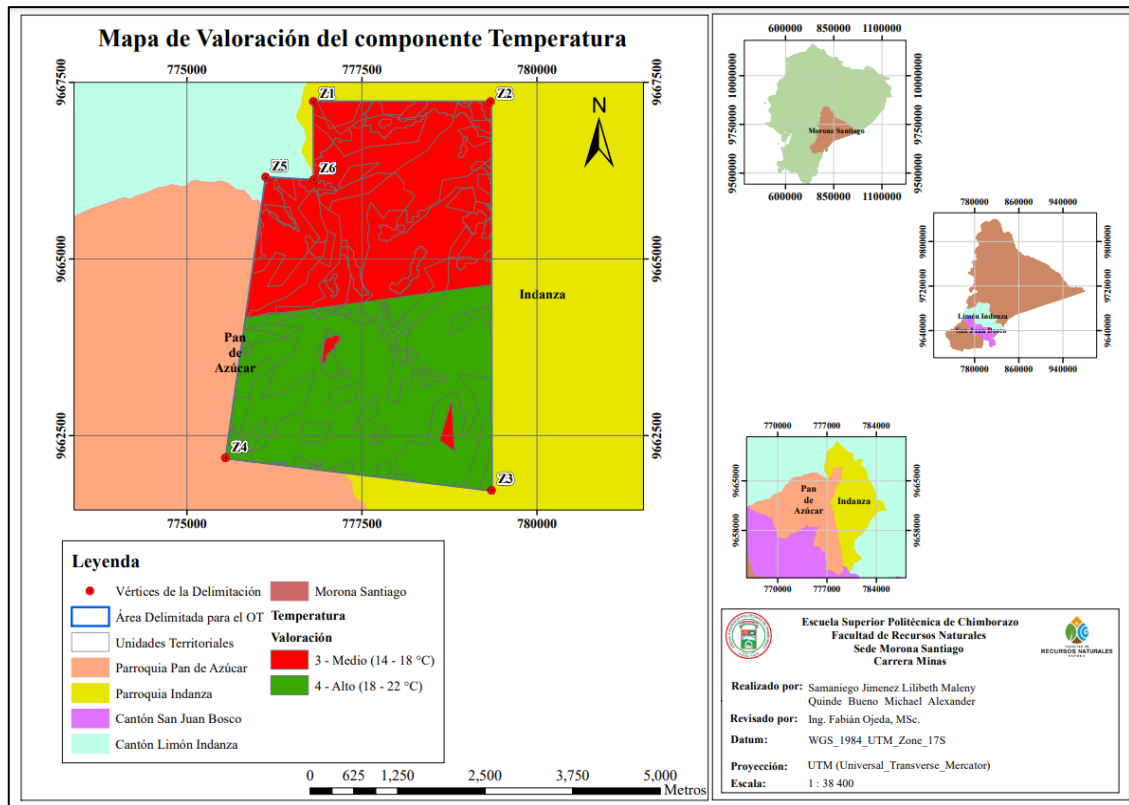 Mapa de Valoración del componente Temperatura
775000 777500 780000
9667500
9665000
9662500
9667500
9665000
9662500
Z1
Z2
N
Z5
Z6
Indanza
Pan
de
Azúcar
Z4
Z3
775000 777500 780000
Leyenda
Vértices de la Delimitación
Área Delimitada para el OT
Unidades Territoriales
Parroquia Pan de Azúcar
Parroquia Indanza
Cantón San Juan Bosco
Cantón Limón Indanza
Morona Santiago
Temperatura
Valoración
3 - Medio (14 - 18 °C)
4 - Alto (18 - 22 °C)
0 625 1,250 2,500 3,750 5,000
Metros
600000 850000 1100000
10000000
9750000
9500000
10000000
9750000
9500000
Morona Santiago
600000 850000 1100000
780000 860000 940000
9800000
9720000
9640000
9800000
9720000
9640000
Limón Indanza
San Juan Bosco
780000 860000 940000
770000 777000 784000
9665000
9658000
9665000
9658000
Pan
de
Azúcar
Indanza
770000 777000 784000
Escuela Superior Politécnica de Chimborazo
Facultad de Recursos Naturales
Sede Morona Santiago
Carrera Minas
RECURSOS NATURALES
Realizado por: Samaniego Jimenez Lilibeth Maleny
Quinde Bueno Michael Alexander
Revisado por: Ing. Fabián Ojeda, MSc.
Datum: WGS_1984_UTM_Zone_17S
Proyección: UTM (Universal_Transverse_Mercator)
Escala: 1 : 38 400